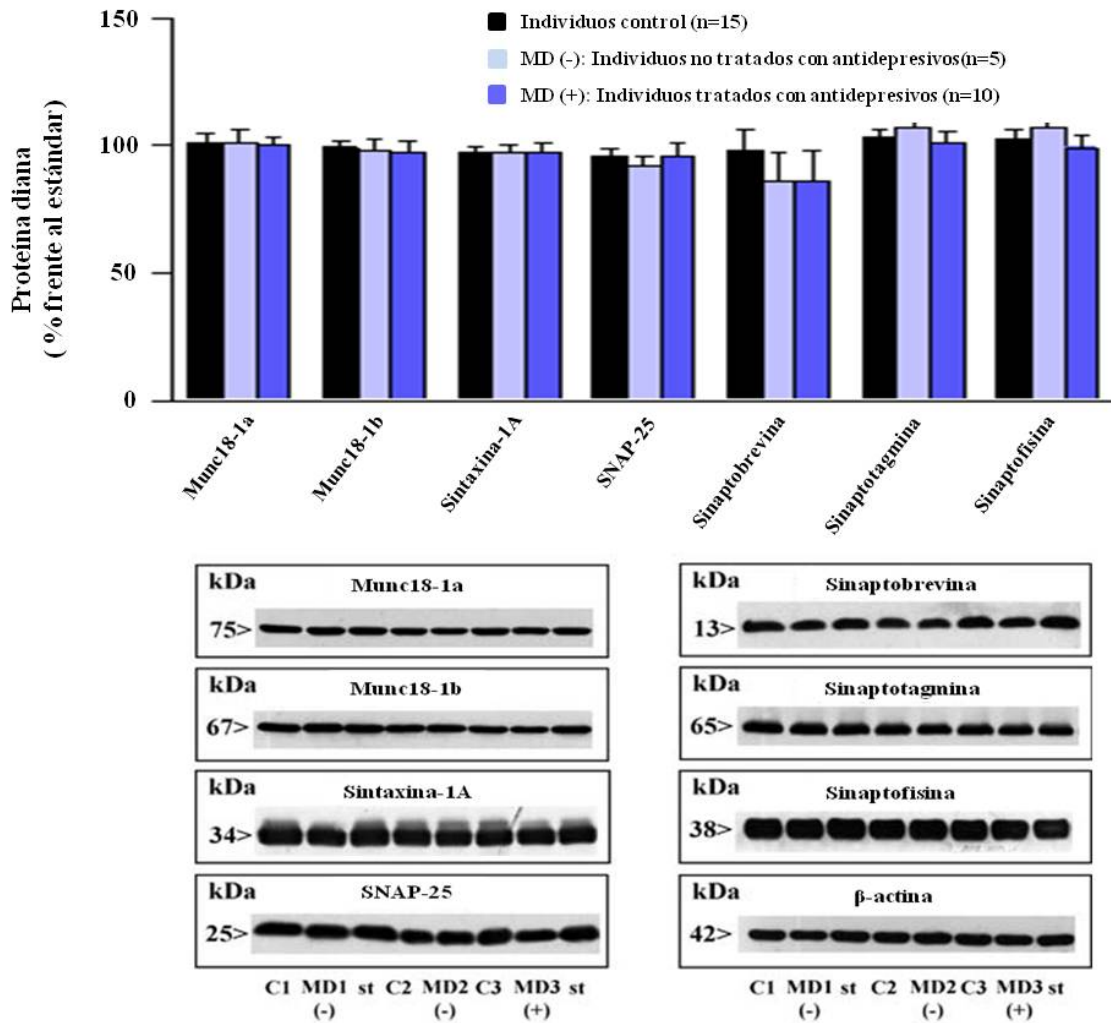 150
100
50
0
Proteína diana
( % frente al estándar)
Individuos control (n=15)
MD (-): Individuos no tratados con antidepresivos(n=5)
MD (+): Individuos tratados con antidepresivos (n=10)
Munc18-1a
Munc18-1b
Sintaxina-1A
SNAP-25
Sinaptobrevina
Sinaptotagmina
Sinaptofisina
kDa
Munc18-1a
75>
kDa
Munc18-1b
67>
kDa
Sintaxina-1A
34>
kDa
SNAP-25
25>
C1 MD1 st C2 MD2 C3 MD3 st
(-) (-) (+)
kDa
Sinaptobrevina
13>
kDa
Sinaptotagmina
65>
kDa
Sinaptofisina
38>
kDa
β-actina
42>
C1 MD1 st C2 MD2 C3 MD3 st
(-) (-) (+)